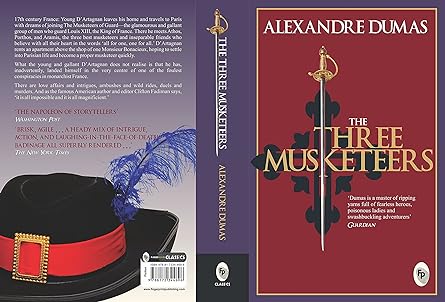 17th century France: Young D'Artagnan leaves his home and travels to Paris
with dreams of joining The Musketeers of Guard—the glamourous and gallant
group of men who guard Louis XIII, the King of France. There he meets Athos,
Porthos, and Aramis, the three best musketeers and inseparable friends who
believe with all their heart in the words 'all for one, one for all.' D'Artagnan
rents an apartment above the shop of one Monsieur Bonacieux, hoping to settle
into Parisian life and become a proper musketeer quickly.
What the young and gallant D'Artagnan does not realise is that he has,
inadvertently, landed himself in the very centre of one of the foulest
conspiracies in monarchist France.
There are love affairs and intrigues, ambushes and wild rides, duels and
murders. And as the famous American author and editor Clifton Fadiman says,
"it is all impossible and it is all magnificent."
'THE NAPOLEON OF STORYTELLERS'
WASHINGTON POST
'BRISK, AGILE . . . A HEADY MIX OF INTRIGUE,
ACTION, AND LAUGHING-IN-THE-FACE-OF-DEATH
BADINAGE ALL SUPERBLY RENDERED . . .'
THE NEW YORK TIMES
CLASSICS
THE THREE MUSKETEERS
ALEXANDRE DUMAS
FP
CLASSICS
ALEXANDRE DUMAS
THE
THREE
MUSKETEERS
'Dumas is a master of ripping
yarns full of fearless heroes,
poisonous ladies and
swashbuckling adventurers'
GUARDIAN
FP